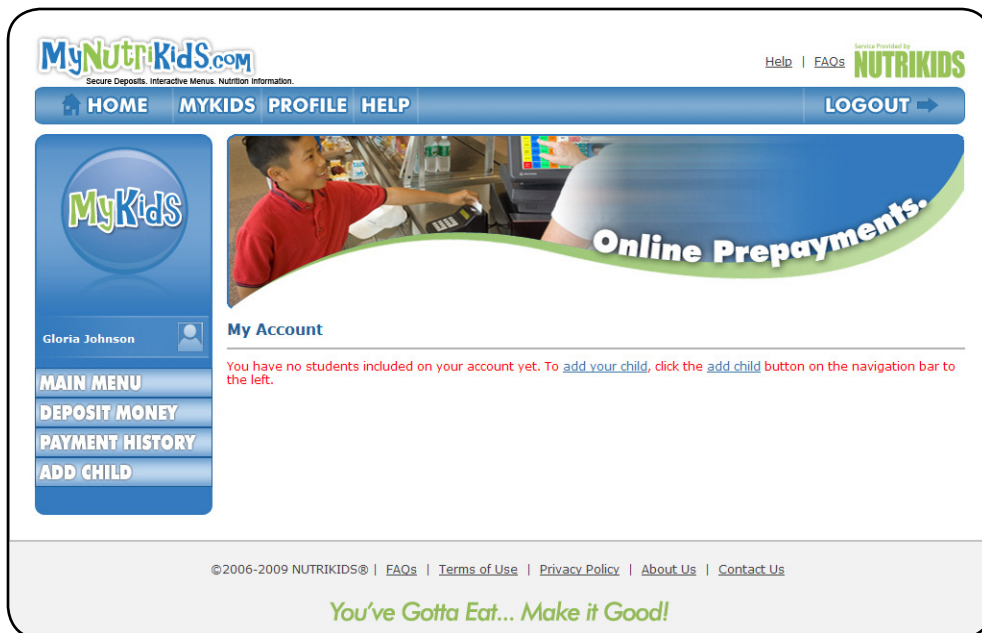 MyNutriKids.com
Secure Deposits. Interactive Menus. Nutrition Information.
Help | FAQs
Service Provided by
NUTRIKIDS
HOME MYKIDS PROFILE HELP LOGOUT
MyKids
Online Prepayments.
Gloria Johnson
My Account
You have no students included on your account yet. To add your child, click the add child button on the navigation bar to
the left.
MAIN MENU
DEPOSIT MONEY
PAYMENT HISTORY
ADD CHILD
©2006-2009 NUTRIKIDS® | FAQs | Terms of Use | Privacy Policy | About Us | Contact Us
You've Gotta Eat... Make it Good!